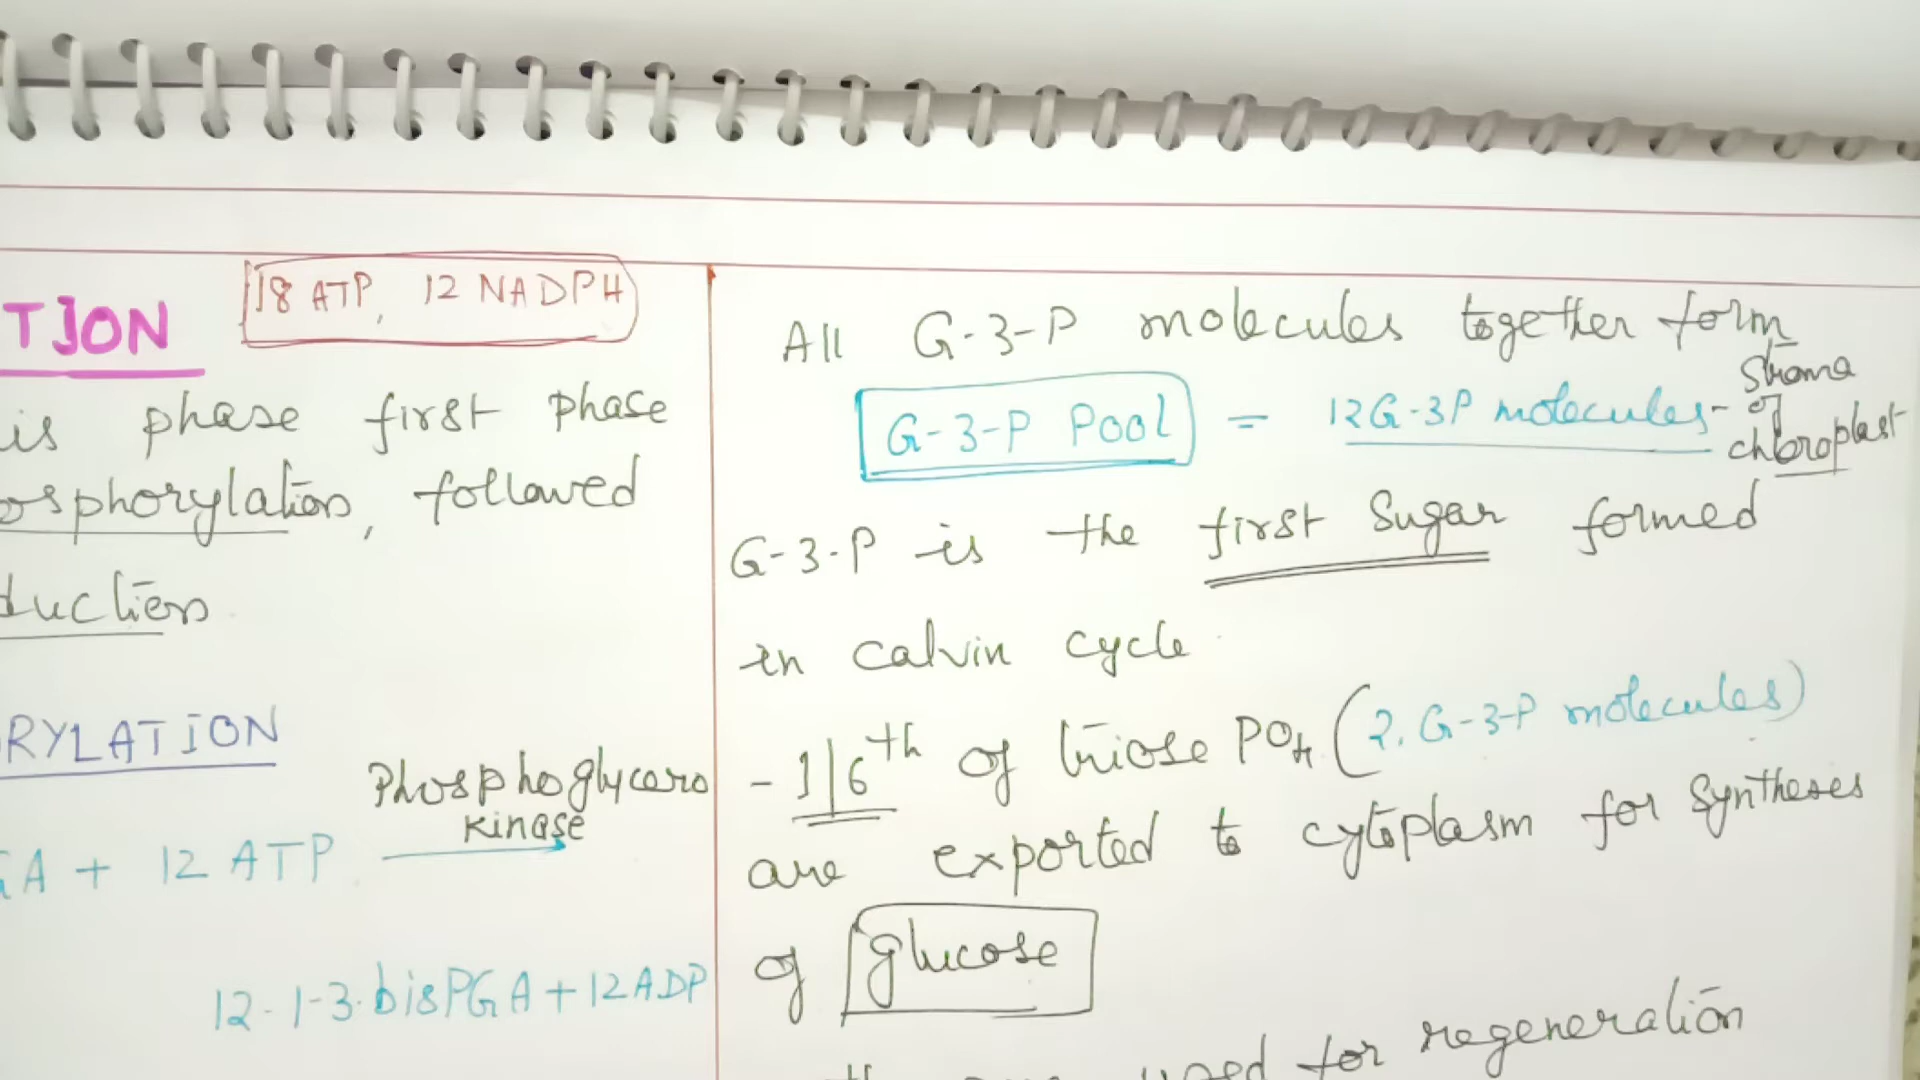 TION
18 ATP, 12 NADPH
is phase first phase
osphorylation, followed
duction
RYLATION
Phosphoglycero
kinase
GA + 12 ATP
12-1-3-bisPGA+12ADP
All G-3-P molecules together form
G-3-P Pool = 12G-3P molecules- stroma
of
chloroplast
G-3-P is the first sugar formed
in calvin cycle
- 1/6th of triose PO4 (2. G-3-P molecules)
are exported to cytoplasm for syntheses
of glucose
used for regeneration